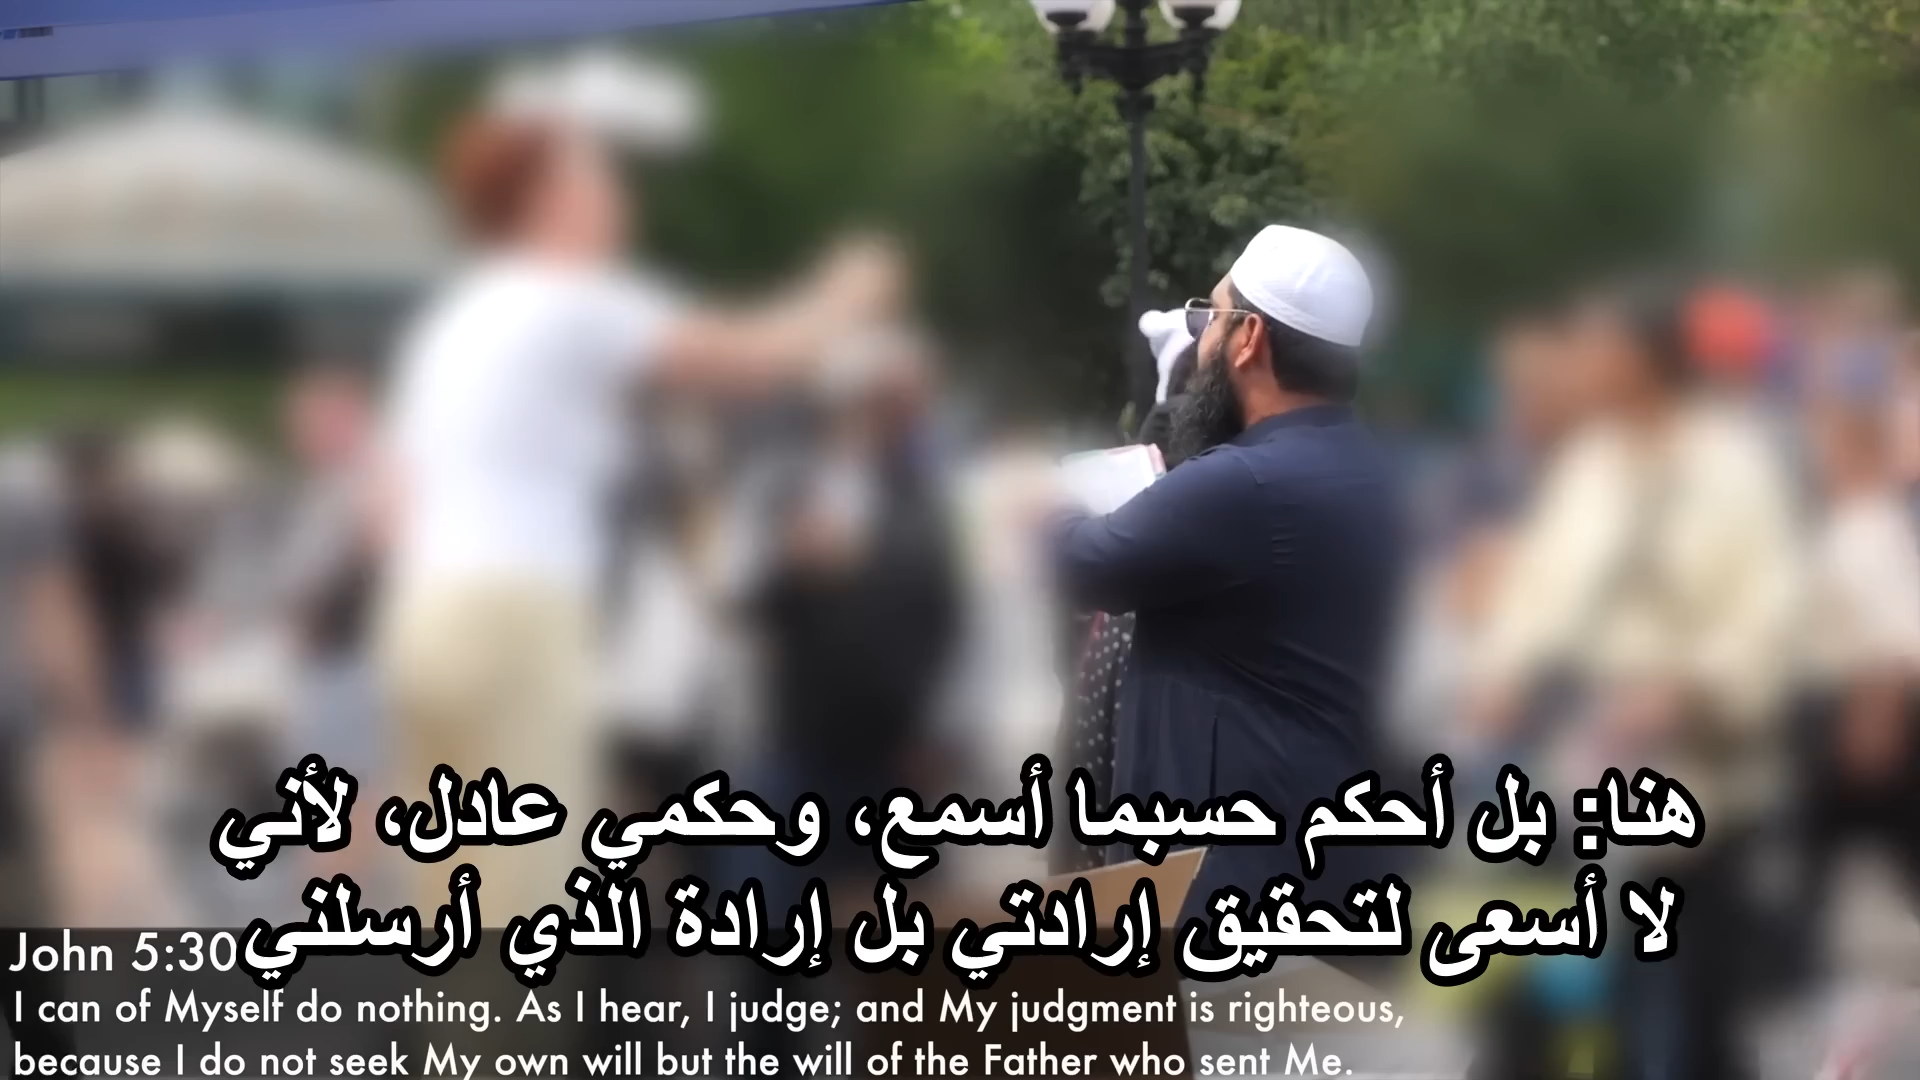 هنا: بل أحكم حسبما أسمع، وحكمي عادل، لأني
لا أسعى لتحقيق إرادتي بل إرادة الذي أرسلني
John 5:30
I can of Myself do nothing. As I hear, I judge; and My judgment is righteous,
because I do not seek My own will but the will of the Father who sent Me.